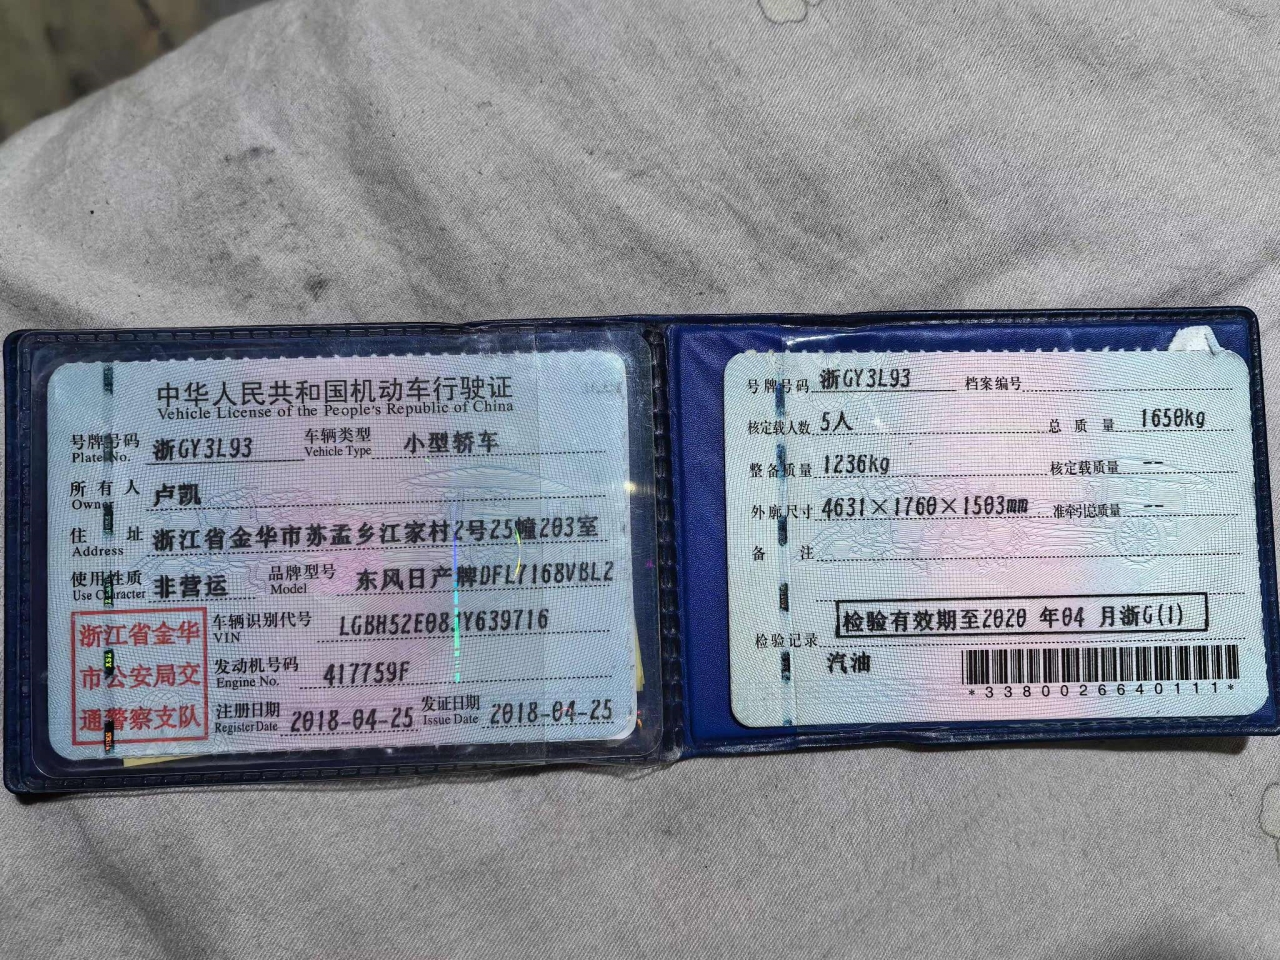 中华人民共和国机动车行驶证
Vehicle License of the People's Republic of China
号牌号码 浙GY3L93 车辆类型 小型轿车
Plate No. Vehicle Type
所有人 卢凯
Owner
住址 浙江省金华市苏孟乡江家村2号25幢203室
Address
使用性质 非营运 品牌型号 东风日产牌DFL7168VBL2
Use Character Model
浙江省金华
市公安局交
通警察支队
车辆识别代号
VIN
发动机号码 417759F
Engine No.
注册日期 2018-04-25 发证日期 2018-04-25
Register Date Issue Date
号牌号码 浙GY3L93 档案编号
核定载人数 5人 总质量 1650kg
整备质量 1236kg 核定载质量 --
外廓尺寸 4631×1760×1503mm 准牵引总质量 --
备注
检验有效期至2020年04月浙G(1)
检验记录
汽油
*3380026640111*